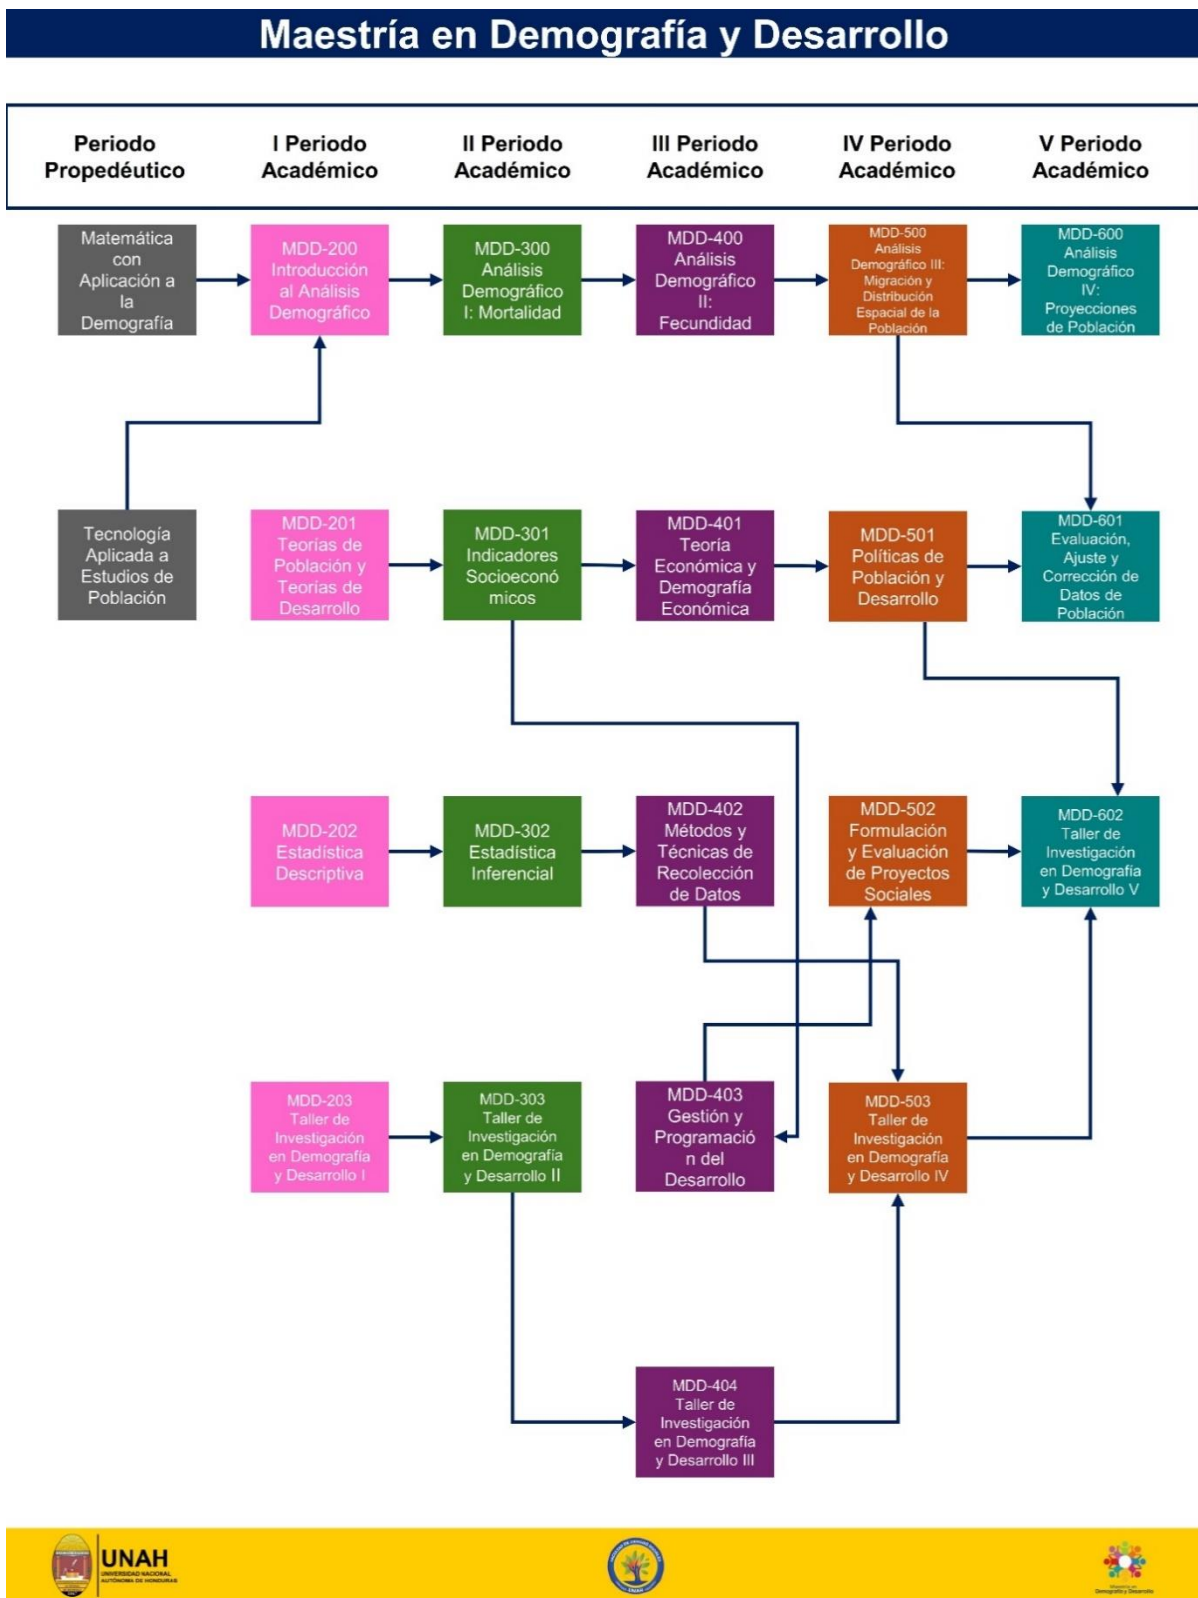 Maestría en Demografía y Desarrollo
Periodo
Propedéutico
I Periodo
Académico
II Periodo
Académico
III Periodo
Académico
IV Periodo
Académico
V Periodo
Académico
Matemática
con
Aplicación a
la
Demografía
MDD-200
Introducción
al Análisis
Demográfico
MDD-300
Análisis
Demográfico
I: Mortalidad
MDD-400
Análisis
Demográfico
II:
Fecundidad
MDD-500
Análisis
Demográfico III:
Migración y
Distribución
Espacial de la
Población
MDD-600
Análisis
Demográfico
IV:
Proyecciones
de Población
Tecnología
Aplicada a
Estudios de
Población
MDD-201
Teorías de
Población y
Teorías de
Desarrollo
MDD-301
Indicadores
Socioeconó
micos
MDD-401
Teoría
Económica y
Demografía
Económica
MDD-501
Políticas de
Población y
Desarrollo
MDD-601
Evaluación,
Ajuste y
Corrección de
Datos de
Población
MDD-202
Estadística
Descriptiva
MDD-302
Estadística
Inferencial
MDD-402
Métodos y
Técnicas de
Recolección
de Datos
MDD-502
Formulación
y Evaluación
de Proyectos
Sociales
MDD-602
Taller de
Investigación
en Demografía
y Desarrollo V
MDD-203
Taller de
Investigación
en Demografía
y Desarrollo I
MDD-303
Taller de
Investigación
en Demografía
y Desarrollo II
MDD-403
Gestión y
Programació
n del
Desarrollo
MDD-503
Taller de
Investigación
en Demografía
y Desarrollo IV
MDD-404
Taller de
Investigación
en Demografía
y Desarrollo III
UNAH
UNIVERSIDAD NACIONAL
AUTÓNOMA DE HONDURAS
UNAH
Maestría en
Demografía y Desarrollo